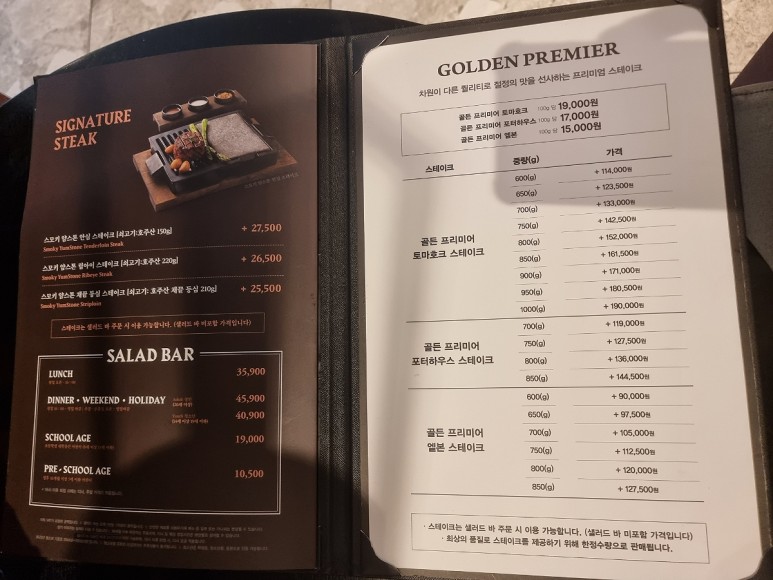 SIGNATURE
STEAK
스모키 얌스톤 안심 스테이크 [쇠고기:호주산 150g] + 27,500
Smoky YumStone Tenderloin Steak
스모키 얌스톤 립아이 스테이크 [쇠고기:호주산 220g] + 26,500
Smoky YumStone Ribeye Steak
스모키 얌스톤 채끝 등심 스테이크 [쇠고기: 호주산 채끝 등심 210g] + 25,500
Smoky YumStone Striploin
스테이크는 샐러드 바 주문 시 이용 가능합니다. (샐러드 바 미포함 가격입니다)
SALAD BAR
LUNCH 35,900
DINNER • WEEKEND • HOLIDAY 45,900
40,900
SCHOOL AGE 19,000
PRE - SCHOOL AGE 10,500
GOLDEN PREMIER
차원이 다른 퀄리티로 절정의 맛을 선사하는 프리미엄 스테이크
골든 프리미어 토마호크 100g 당 19,000원
골든 프리미어 포터하우스 100g 당 17,000원
골든 프리미어 엘본 100g 당 15,000원
스테이크 중량(g) 가격
골든 프리미어
토마호크 스테이크
600(g) + 114,000원
650(g) + 123,500원
700(g) + 133,000원
750(g) + 142,500원
800(g) + 152,000원
850(g) + 161,500원
900(g) + 171,000원
950(g) + 180,500원
1000(g) + 190,000원
골든 프리미어
포터하우스 스테이크
700(g) + 119,000원
750(g) + 127,500원
800(g) + 136,000원
850(g) + 144,500원
골든 프리미어
엘본 스테이크
600(g) + 90,000원
650(g) + 97,500원
700(g) + 105,000원
750(g) + 112,500원
800(g) + 120,000원
850(g) + 127,500원
· 스테이크는 샐러드 바 주문 시 이용 가능합니다. (샐러드 바 미포함 가격입니다)
· 최상의 품질로 스테이크를 제공하기 위해 한정수량으로 판매됩니다.